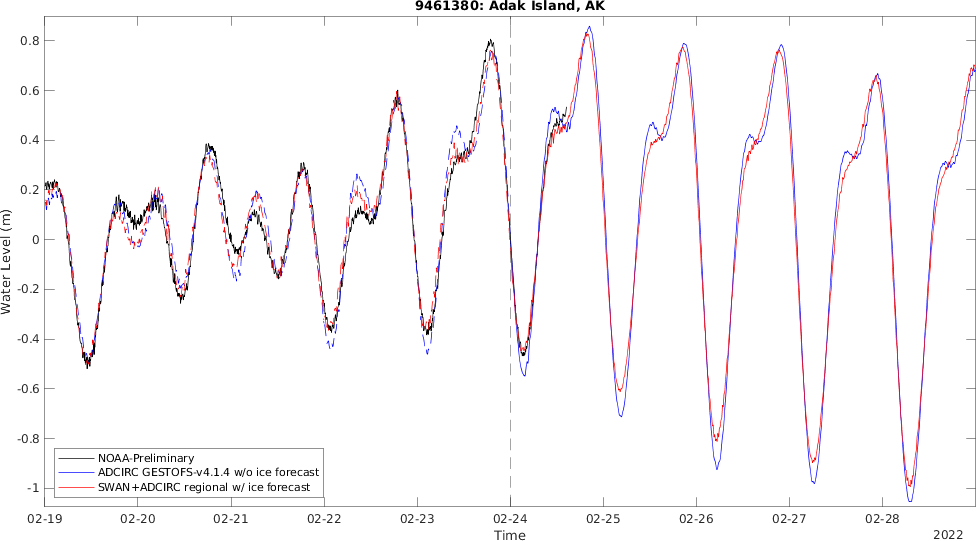 9461380: Adak Island, AK
Water Level (m)
0.8
0.6
0.4
0.2
0
-0.2
-0.4
-0.6
-0.8
-1
NOAA-Preliminary
ADCIRC GESTOFS-v4.1.4 w/o ice forecast
SWAN+ADCIRC regional w/ ice forecast
02-19 02-20 02-21 02-22 02-23 02-24 02-25 02-26 02-27 02-28
Time
2022